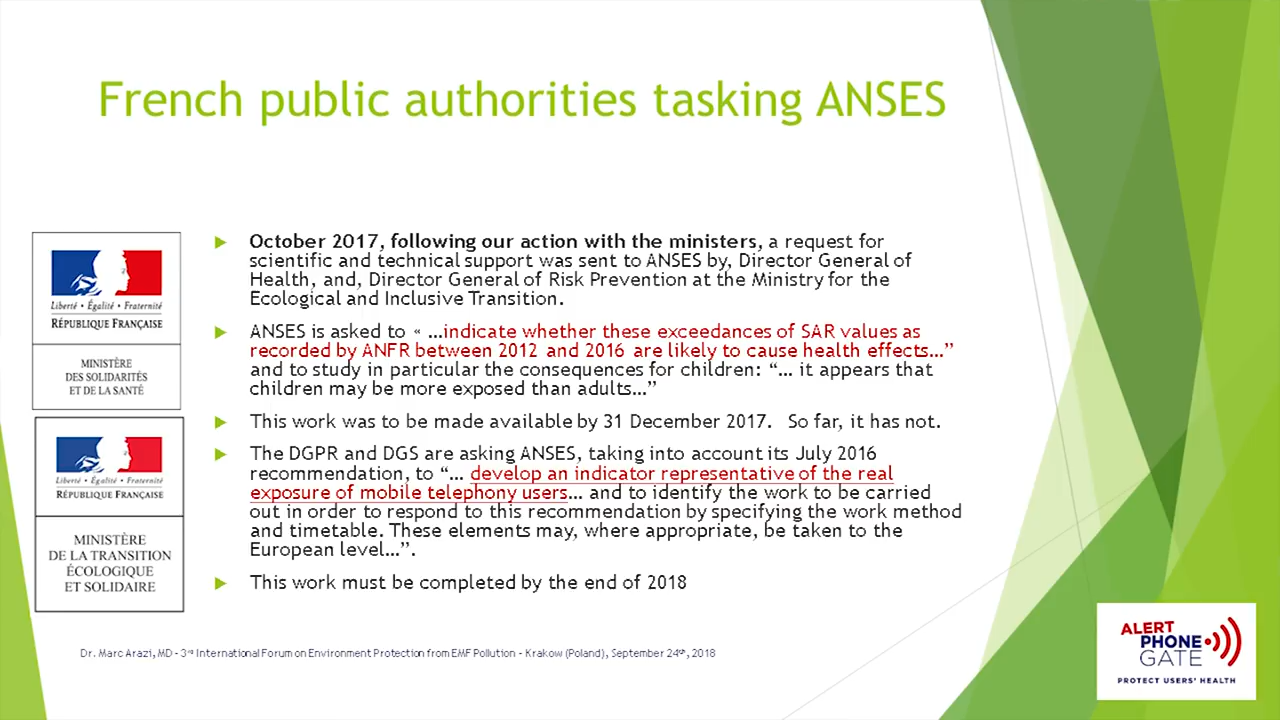 French public authorities tasking ANSES
Liberté • Égalité • Fraternité
RÉPUBLIQUE FRANÇAISE
MINISTÈRE
DES SOLIDARITÉS
ET DE LA SANTÉ
Liberté • Égalité • Fraternité
RÉPUBLIQUE FRANÇAISE
MINISTÈRE
DE LA TRANSITION
ÉCOLOGIQUE
ET SOLIDAIRE
October 2017, following our action with the ministers, a request for
scientific and technical support was sent to ANSES by, Director General of
Health, and, Director General of Risk Prevention at the Ministry for the
Ecological and Inclusive Transition.
ANSES is asked to « …indicate whether these exceedances of SAR values as
recorded by ANFR between 2012 and 2016 are likely to cause health effects…”
and to study in particular the consequences for children: “… it appears that
children may be more exposed than adults…”
This work was to be made available by 31 December 2017. So far, it has not.
The DGPR and DGS are asking ANSES, taking into account its July 2016
recommendation, to “… develop an indicator representative of the real
exposure of mobile telephony users… and to identify the work to be carried
out in order to respond to this recommendation by specifying the work method
and timetable. These elements may, where appropriate, be taken to the
European level…”.
This work must be completed by the end of 2018
Dr. Marc Arazi, MD - 3rd International Forum on Environment Protection from EMF Pollution - Krakow (Poland), September 24th, 2018
ALERT
PHONE
GATE
PROTECT USERS' HEALTH